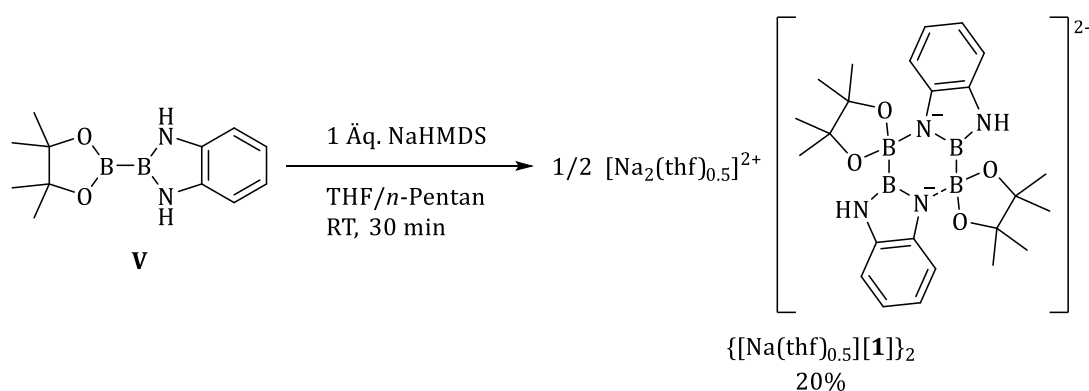 H
N
O
B
B
O
N
H
V
1 Äq. NaHMDS
THF/n-Pentan
RT, 30 min
1/2 [Na₂(thf)₀.₅]²⁺
2-
O
N⁻
NH
B
B
O
B
B
HN
N⁻
O
O
{[Na(thf)₀.₅][1]}₂
20%